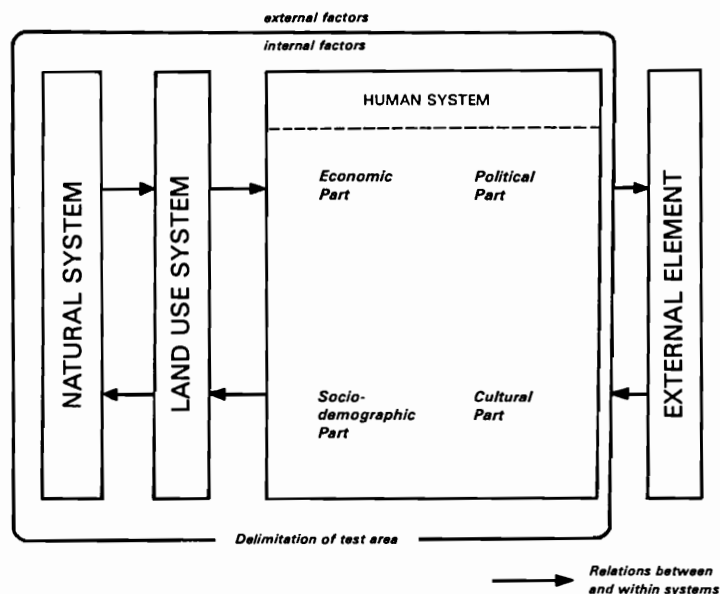 external factors
internal factors
HUMAN SYSTEM
NATURAL SYSTEM
LAND USE SYSTEM
Economic
Part
Political
Part
Socio-
demographic
Part
Cultural
Part
EXTERNAL ELEMENT
Delimitation of test area
Relations between
and within systems